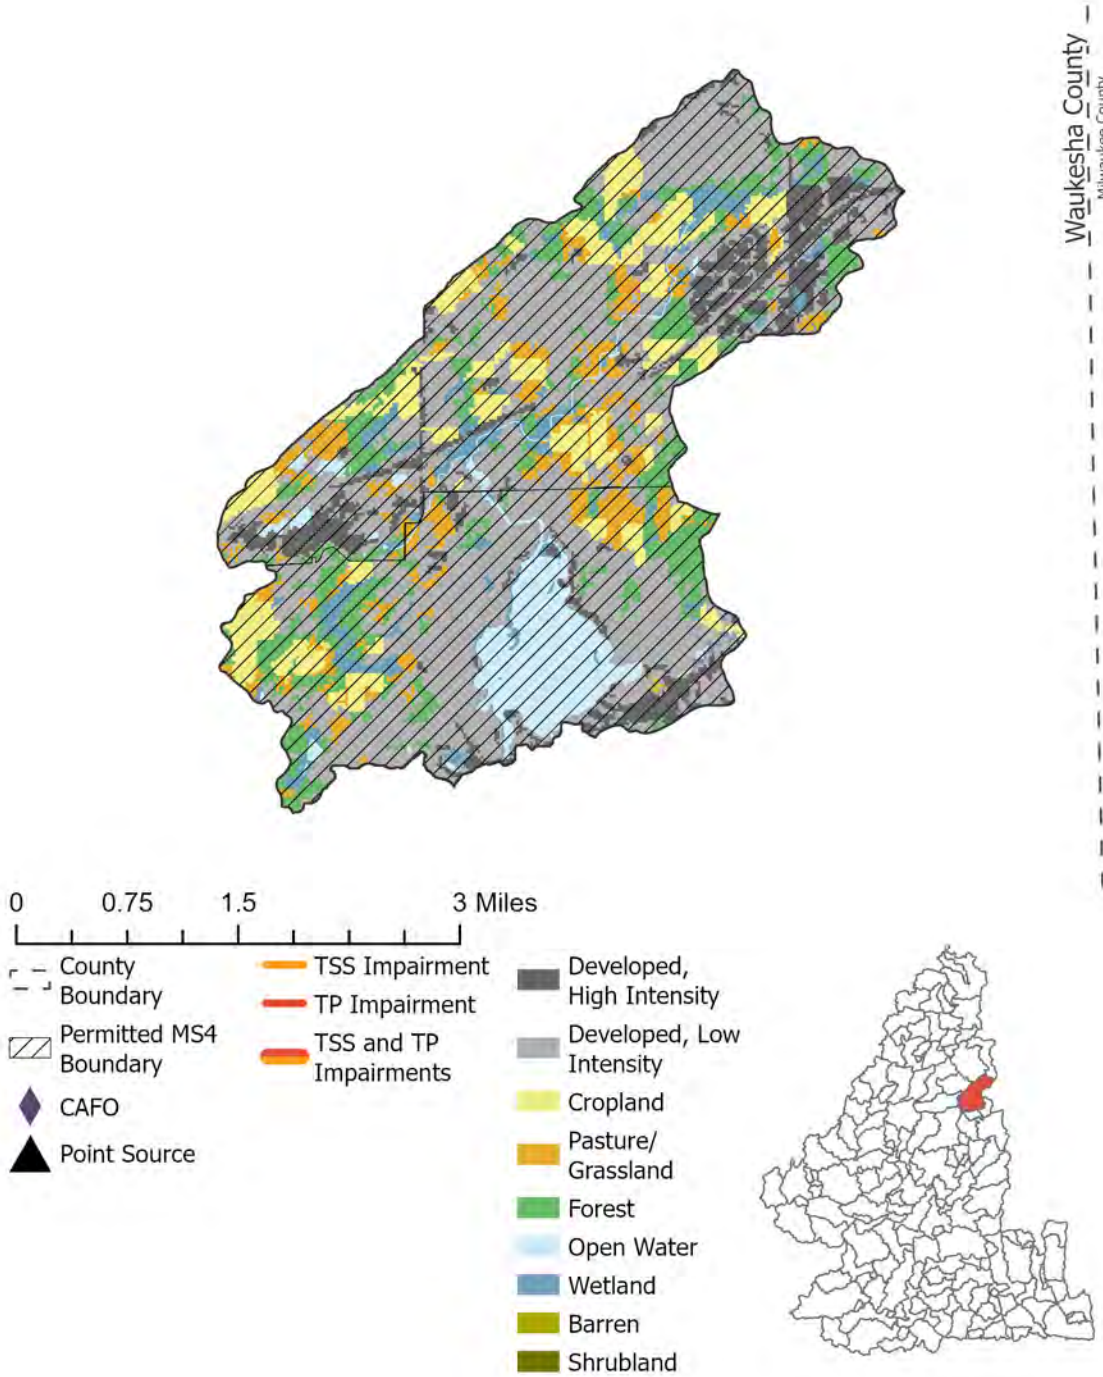 Waukesha County
Milwaukee County
0 0.75 1.5 3 Miles
County
Boundary
Permitted MS4
Boundary
CAFO
Point Source
TSS Impairment
TP Impairment
TSS and TP
Impairments
Developed,
High Intensity
Developed, Low
Intensity
Cropland
Pasture/
Grassland
Forest
Open Water
Wetland
Barren
Shrubland